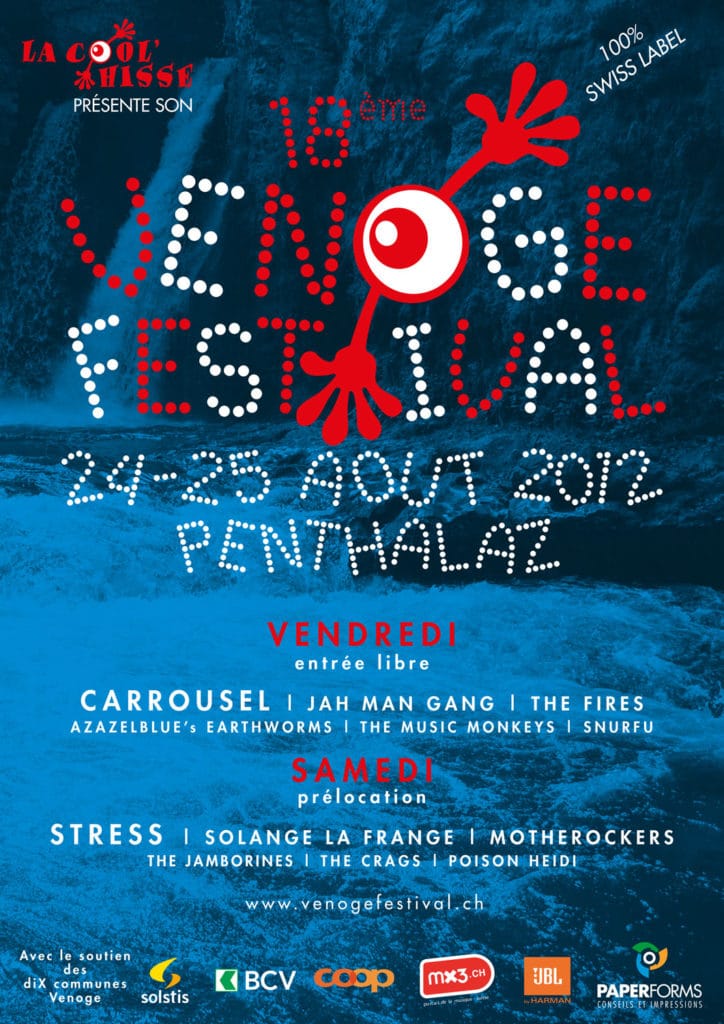 LA COOL'
HISSE
PRÉSENTE SON
100%
SWISS LABEL
18ème
VENOGE
FESTIVAL
24-25 AOUT 2012
PENTHALAZ
VENDREDI
entrée libre
CARROUSEL | JAH MAN GANG | THE FIRES
AZAZELBLUE's EARTHWORMS | THE MUSIC MONKEYS | SNURFU
SAMEDI
prélocation
STRESS | SOLANGE LA FRANGE | MOTHEROCKERS
THE JAMBORINES | THE CRAGS | POISON HEIDI
www.venogefestival.ch
Avec le soutien
des
diX communes
Venoge
solstis
BCV
coop
mx3.ch
JBL
by HARMAN
PAPERFORMS
CONSEILS ET IMPRESSIONS